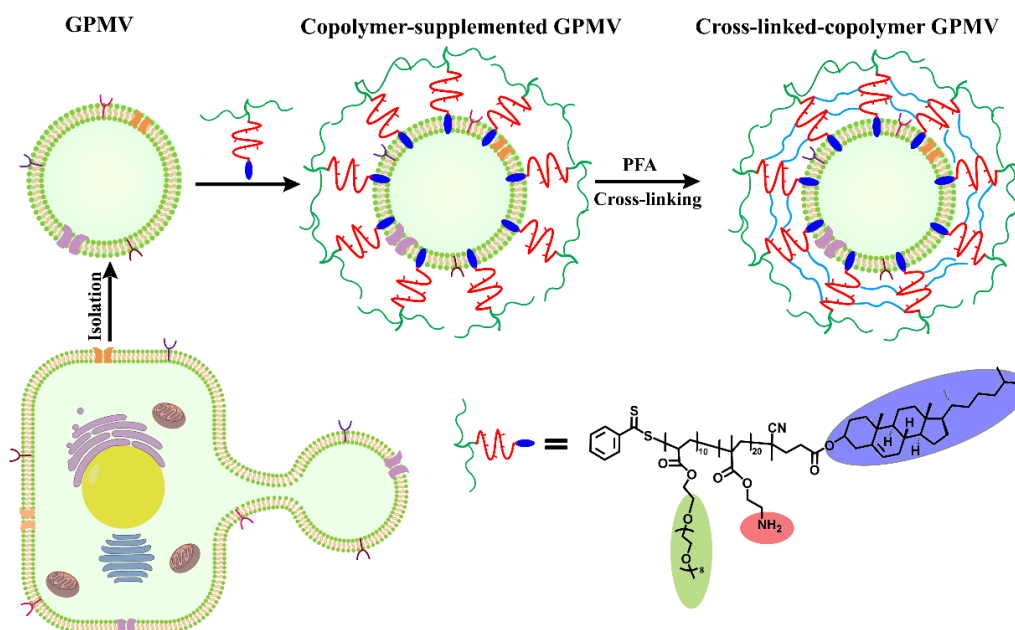 GPMV
Copolymer-supplemented GPMV
Cross-linked-copolymer GPMV
PFA
Cross-linking
Isolation
S
S
10
20
CN
O
O
O
O
O
O
O
O
8
NH2
H
H
H